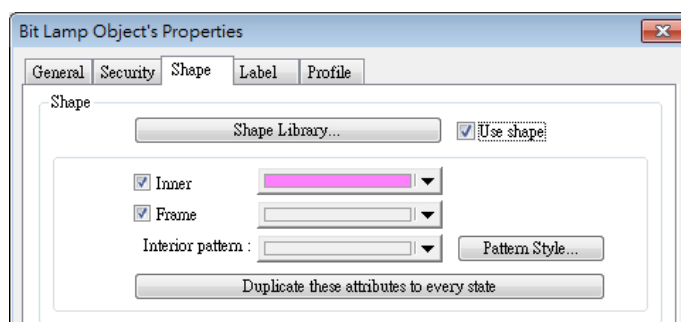 Bit Lamp Object's Properties
General Security Shape Label Profile
Shape
Shape Library... Use shape
Inner
Frame
Interior pattern : Pattern Style...
Duplicate these attributes to every state